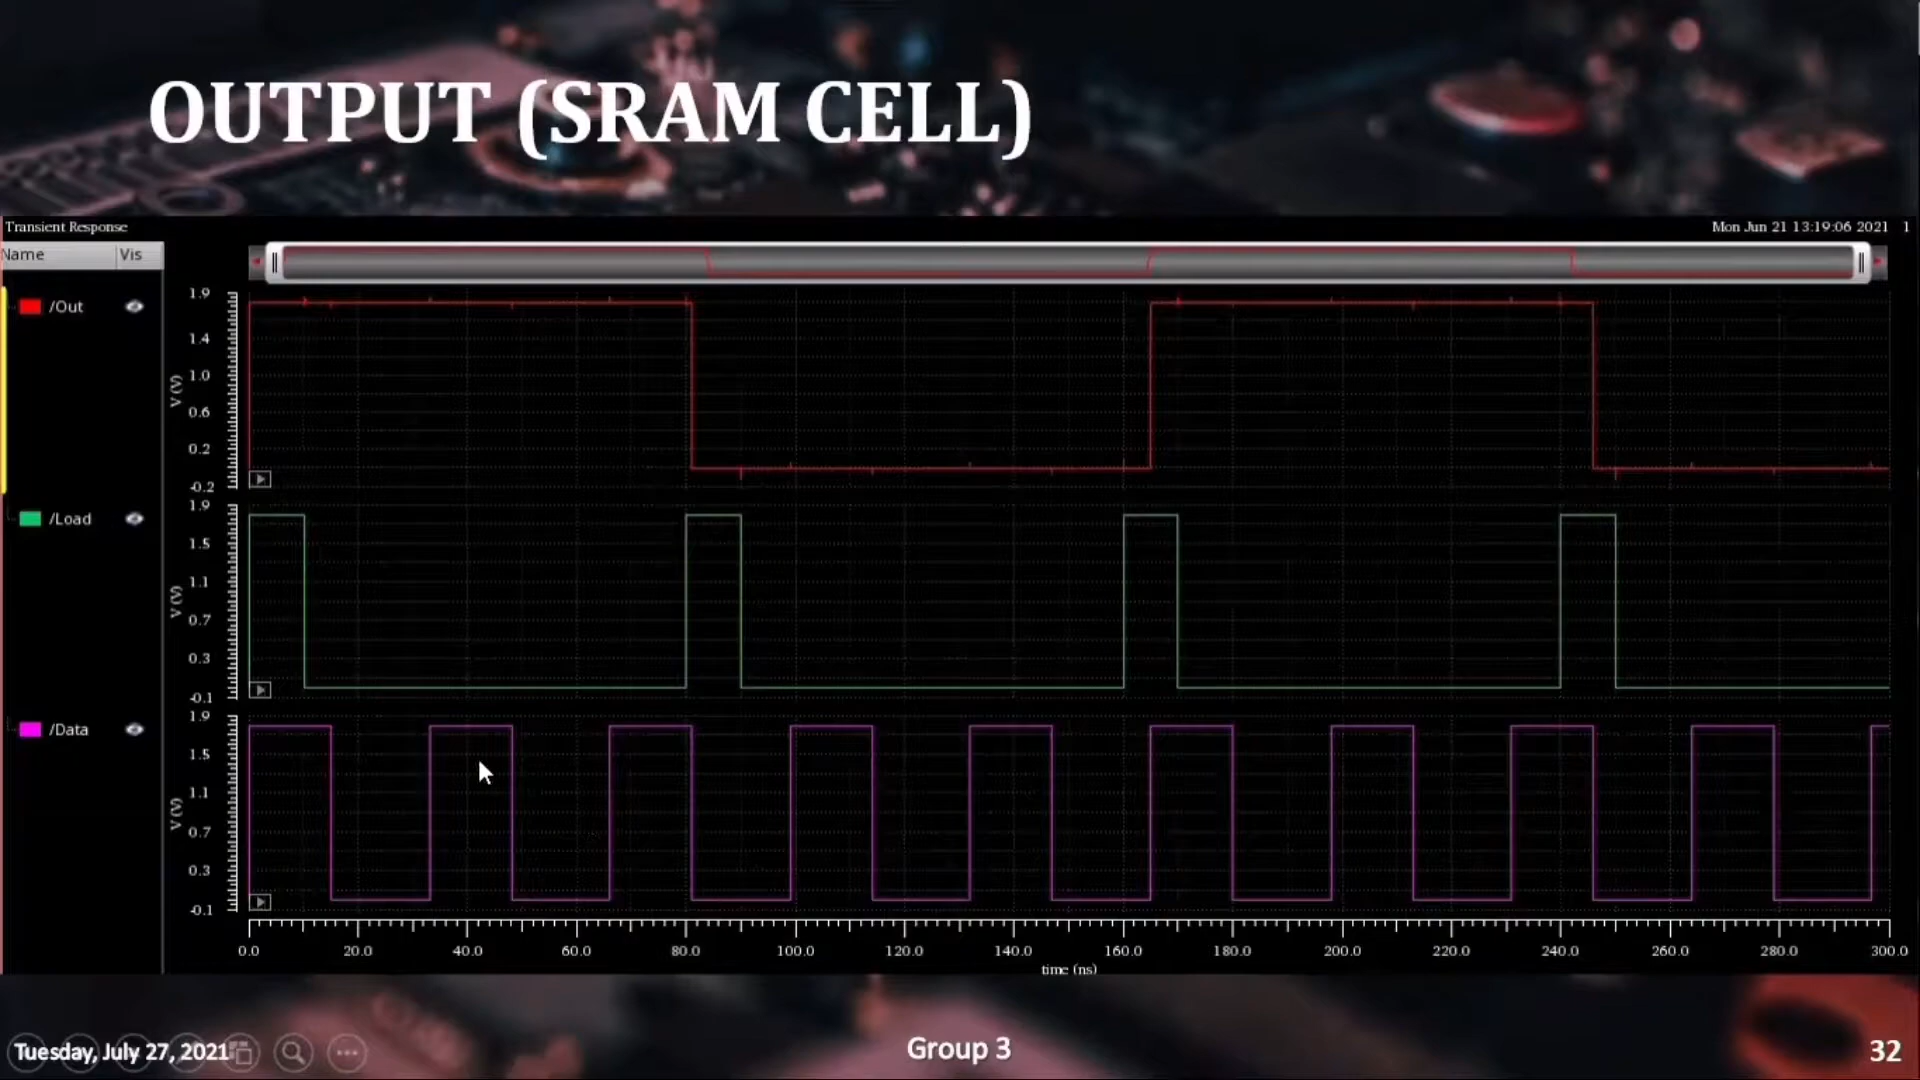 OUTPUT (SRAM CELL)
Transient Response
Mon Jun 21 13:19:06 2021 1
Name Vis
/Out
1.9
1.4
1.0
0.6
0.2
-0.2
V (V)
/Load
1.9
1.5
1.1
0.7
0.3
-0.1
V (V)
/Data
1.9
1.5
1.1
0.7
0.3
-0.1
V (V)
0.0 20.0 40.0 60.0 80.0 100.0 120.0 140.0 160.0 180.0 200.0 220.0 240.0 260.0 280.0 300.0
time (ns)
Tuesday, July 27, 2021
Group 3
32